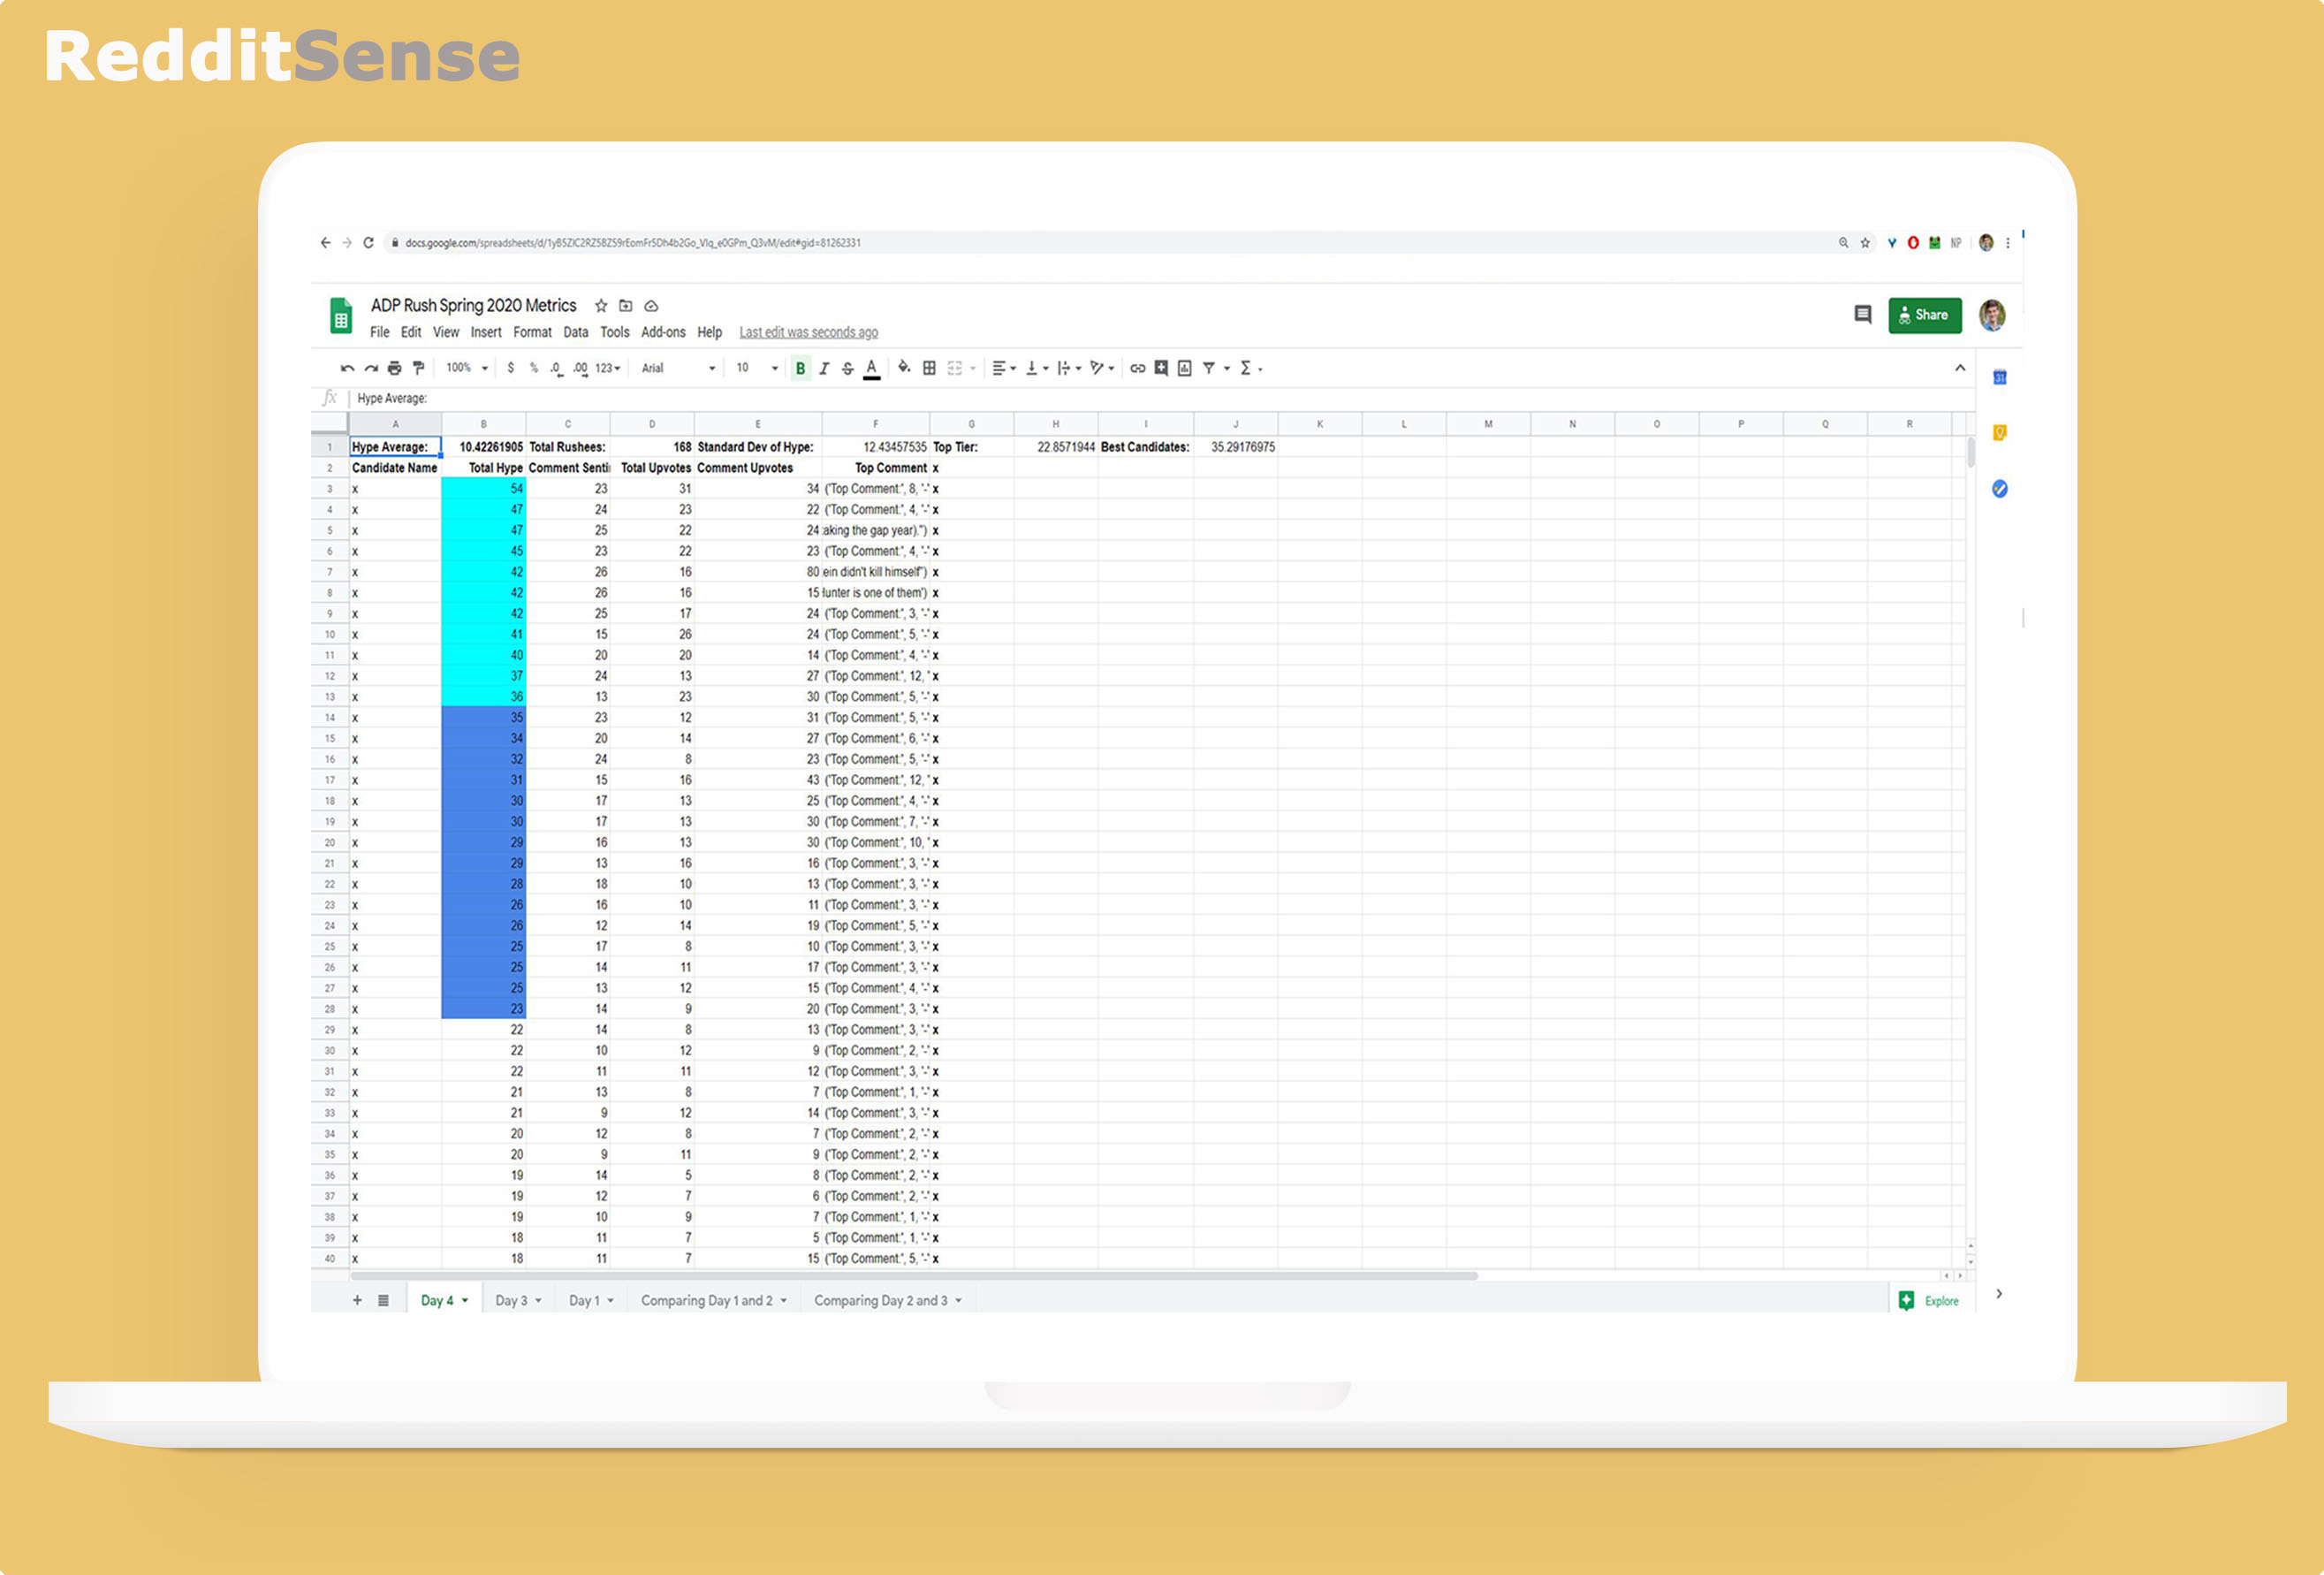 RedditSense
docs.google.com/spreadsheets/d/1yB5ZIC2RZ5BZ59rEomFr5Dh4b2Go_VIq_e0GPm_Q3vM/edit#gid=81262331
NP
ADP Rush Spring 2020 Metrics
Share
File Edit View Insert Format Data Tools Add-ons Help Last edit was seconds ago
100% $ % .0 .00 123 Arial 10 B I S A
31
fx Hype Average:
A B C D E F G H I J K L M N O P Q R
1 Hype Average: 10.42261905 Total Rushees: 168 Standard Dev of Hype: 12.43457535 Top Tier: 22.8571944 Best Candidates: 35.29176975
2 Candidate Name Total Hype Comment Senti Total Upvotes Comment Upvotes Top Comment x
3 x 54 23 31 34 ('Top Comment:', 8, '-' x
4 x 47 24 23 22 ('Top Comment:', 4, '-' x
5 x 47 25 22 24 aking the gap year).") x
6 x 45 23 22 23 ('Top Comment:', 4, '-' x
7 x 42 26 16 80 ein didn't kill himself") x
8 x 42 26 16 15 Hunter is one of them') x
9 x 42 25 17 24 ('Top Comment:', 3, '-' x
10 x 41 15 26 24 ('Top Comment:', 5, '-' x
11 x 40 20 20 14 ('Top Comment:', 4, '-' x
12 x 37 24 13 27 ('Top Comment:', 12, ' x
13 x 36 13 23 30 ('Top Comment:', 5, '-' x
14 x 35 23 12 31 ('Top Comment:', 5, '-' x
15 x 34 20 14 27 ('Top Comment:', 6, '-' x
16 x 32 24 8 23 ('Top Comment:', 5, '-' x
17 x 31 15 16 43 ('Top Comment:', 12, ' x
18 x 30 17 13 25 ('Top Comment:', 4, '-' x
19 x 30 17 13 30 ('Top Comment:', 7, '-' x
20 x 29 16 13 30 ('Top Comment:', 10, ' x
21 x 29 13 16 16 ('Top Comment:', 3, '-' x
22 x 28 18 10 13 ('Top Comment:', 3, '-' x
23 x 26 16 10 11 ('Top Comment:', 3, '-' x
24 x 26 12 14 19 ('Top Comment:', 5, '-' x
25 x 25 17 8 10 ('Top Comment:', 3, '-' x
26 x 25 14 11 17 ('Top Comment:', 3, '-' x
27 x 25 13 12 15 ('Top Comment:', 4, '-' x
28 x 23 14 9 20 ('Top Comment:', 3, '-' x
29 x 22 14 8 13 ('Top Comment:', 3, '-' x
30 x 22 10 12 9 ('Top Comment:', 2, '-' x
31 x 22 11 11 12 ('Top Comment:', 3, '-' x
32 x 21 13 8 7 ('Top Comment:', 1, '-' x
33 x 21 9 12 14 ('Top Comment:', 3, '-' x
34 x 20 12 8 7 ('Top Comment:', 2, '-' x
35 x 20 9 11 9 ('Top Comment:', 2, '-' x
36 x 19 14 5 8 ('Top Comment:', 2, '-' x
37 x 19 12 7 6 ('Top Comment:', 2, '-' x
38 x 19 10 9 7 ('Top Comment:', 1, '-' x
39 x 18 11 7 5 ('Top Comment:', 1, '-' x
40 x 18 11 7 15 ('Top Comment:', 5, '-' x
Day 4 Day 3 Day 1 Comparing Day 1 and 2 Comparing Day 2 and 3 Explore